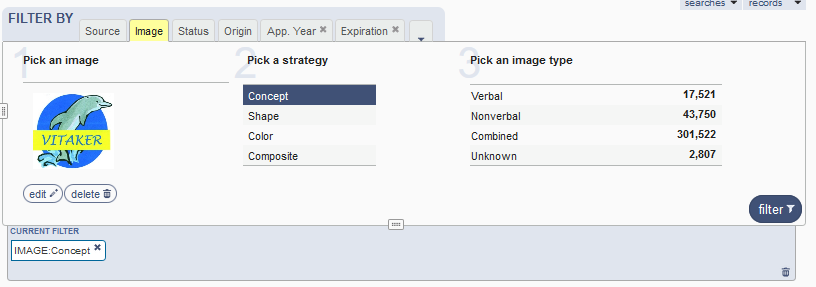 searches records
FILTER BY
Source Image Status Origin App. Year Expiration
1 Pick an image
2 Pick a strategy
3 Pick an image type
VITAKER
edit delete
Concept
Shape
Color
Composite
Verbal 17,521
Nonverbal 43,750
Combined 301,522
Unknown 2,807
filter
CURRENT FILTER
IMAGE:Concept